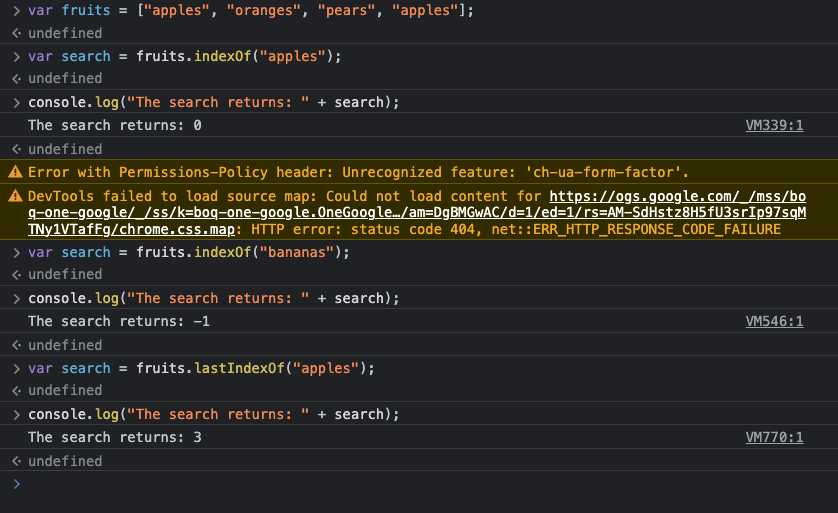 > var fruits = ["apples", "oranges", "pears", "apples"];
undefined
> var search = fruits.indexOf("apples");
undefined
> console.log("The search returns: " + search);
The search returns: 0 VM339:1
undefined
Error with Permissions-Policy header: Unrecognized feature: 'ch-ua-form-factor'.
DevTools failed to load source map: Could not load content for https://ogs.google.com/_/mss/bo
q-one-google/_/ss/k=boq-one-google.OneGoogle…/am=DgBMGwAC/d=1/ed=1/rs=AM-SdHstz8H5fU3srIp97sqM
TNy1VTafFg/chrome.css.map: HTTP error: status code 404, net::ERR_HTTP_RESPONSE_CODE_FAILURE
> var search = fruits.indexOf("bananas");
undefined
> console.log("The search returns: " + search);
The search returns: -1 VM546:1
undefined
> var search = fruits.lastIndexOf("apples");
undefined
> console.log("The search returns: " + search);
The search returns: 3 VM770:1
undefined
>